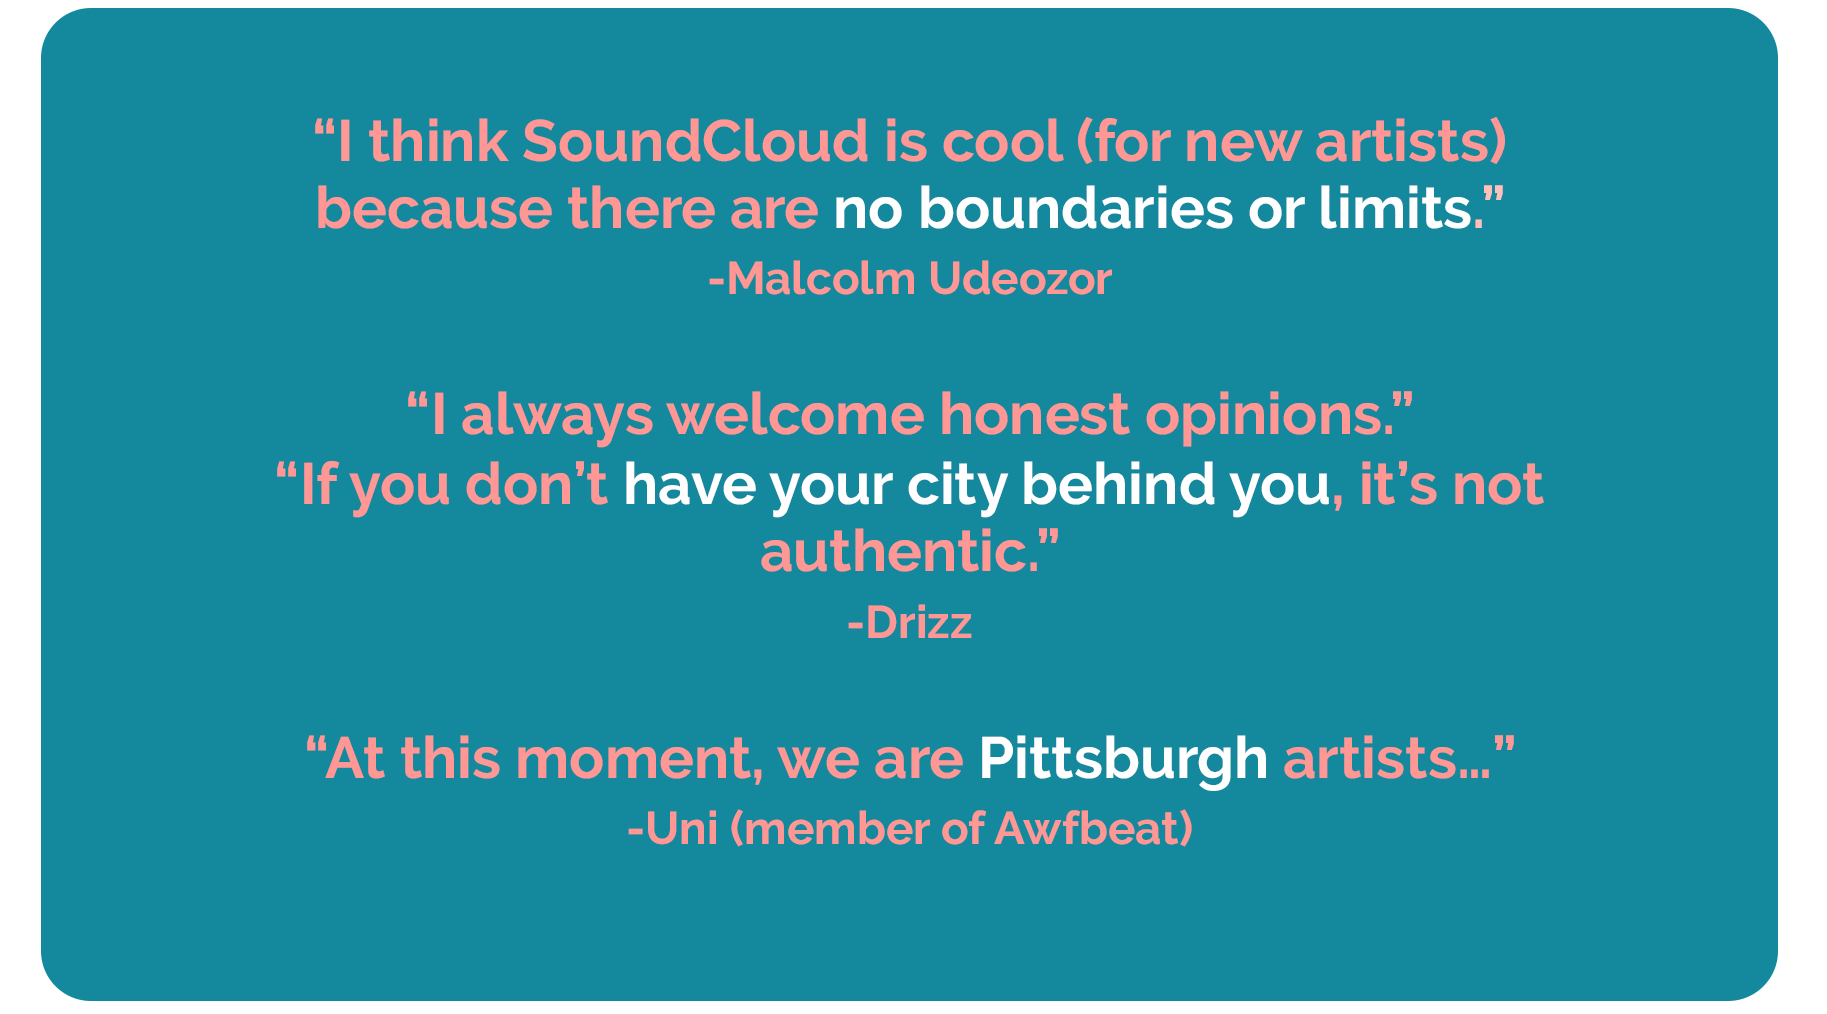 “I think SoundCloud is cool (for new artists)
because there are no boundaries or limits.”
-Malcolm Udeozor
“I always welcome honest opinions.”
“If you don’t have your city behind you, it’s not
authentic.”
-Drizz
“At this moment, we are Pittsburgh artists…”
-Uni (member of Awfbeat)